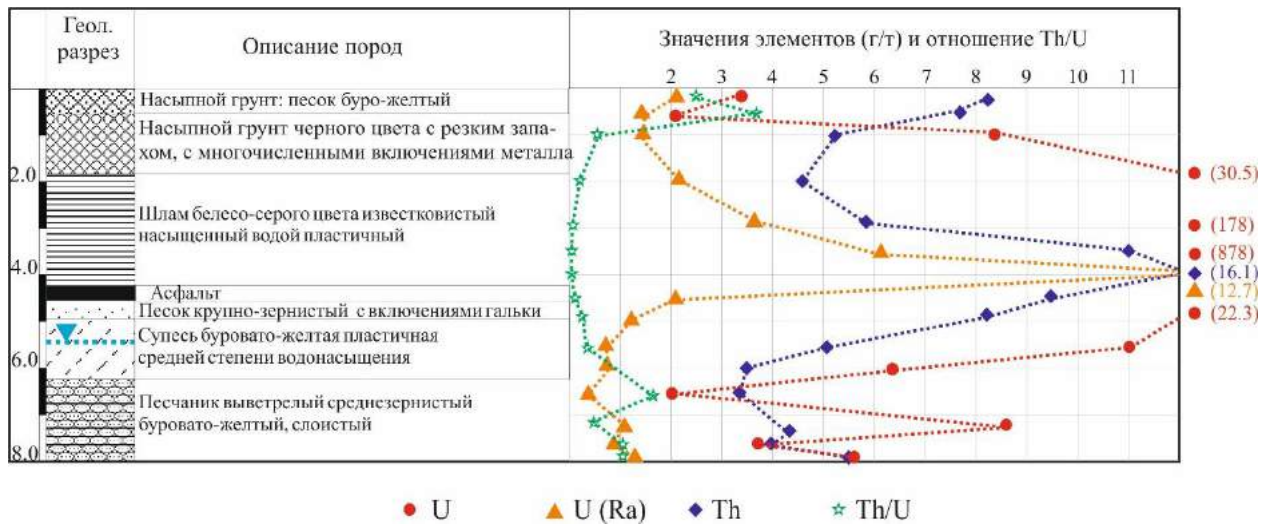 Геол.
разрез
Описание пород
Значения элементов (г/т) и отношение Th/U
2 3 4 5 6 7 8 9 10 11
Насыпной грунт: песок буро-желтый
Насыпной грунт черного цвета с резким запа-
хом, с многочисленными включениями металла
2.0
(30.5)
Шлам белесо-серого цвета известковистый
насыщенный водой пластичный
(178)
(878)
4.0
(16.1)
Асфальт
(12.7)
Песок крупно-зернистый с включениями гальки
(22.3)
Супесь буровато-желтая пластичная
средней степени водонасыщения
6.0
Песчаник выветрелый среднезернистый
буровато-желтый, слоистый
8.0
U U (Ra) Th Th/U